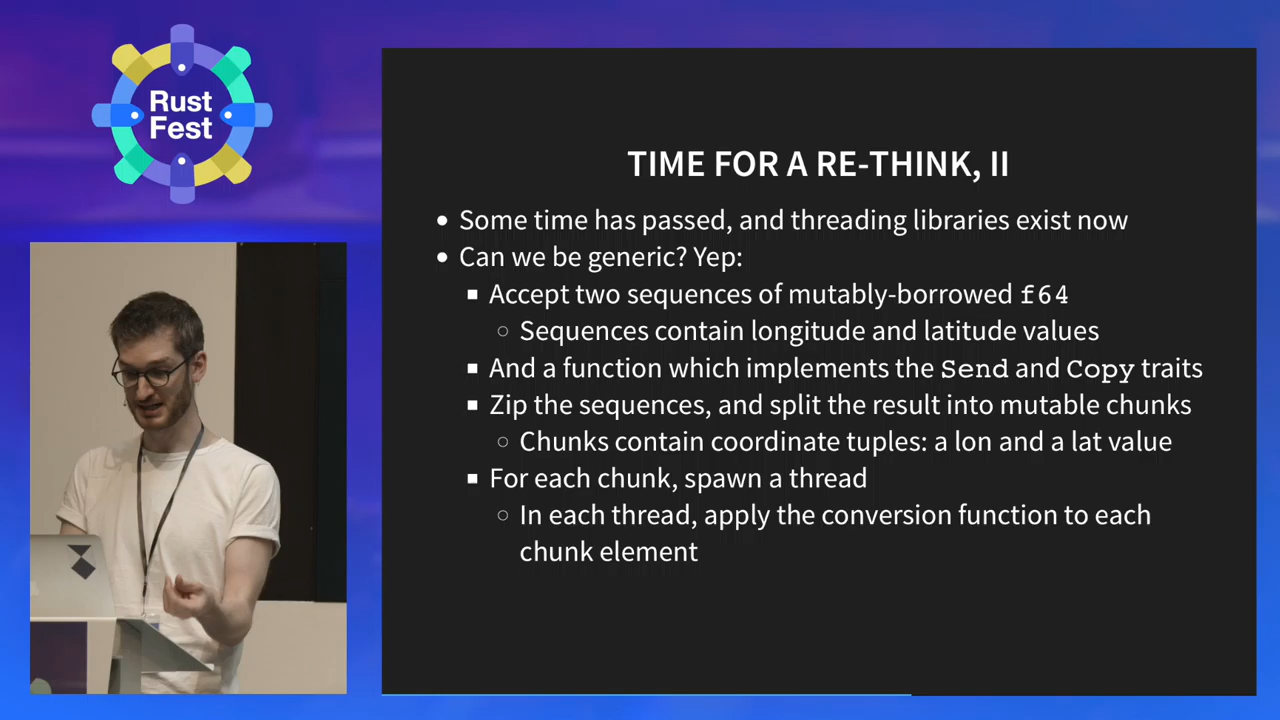 Rust
Fest
TIME FOR A RE-THINK, II
Some time has passed, and threading libraries exist now
Can we be generic? Yep:
Accept two sequences of mutably-borrowed f64
Sequences contain longitude and latitude values
And a function which implements the Send and Copy traits
Zip the sequences, and split the result into mutable chunks
Chunks contain coordinate tuples: a lon and a lat value
For each chunk, spawn a thread
In each thread, apply the conversion function to each
chunk element